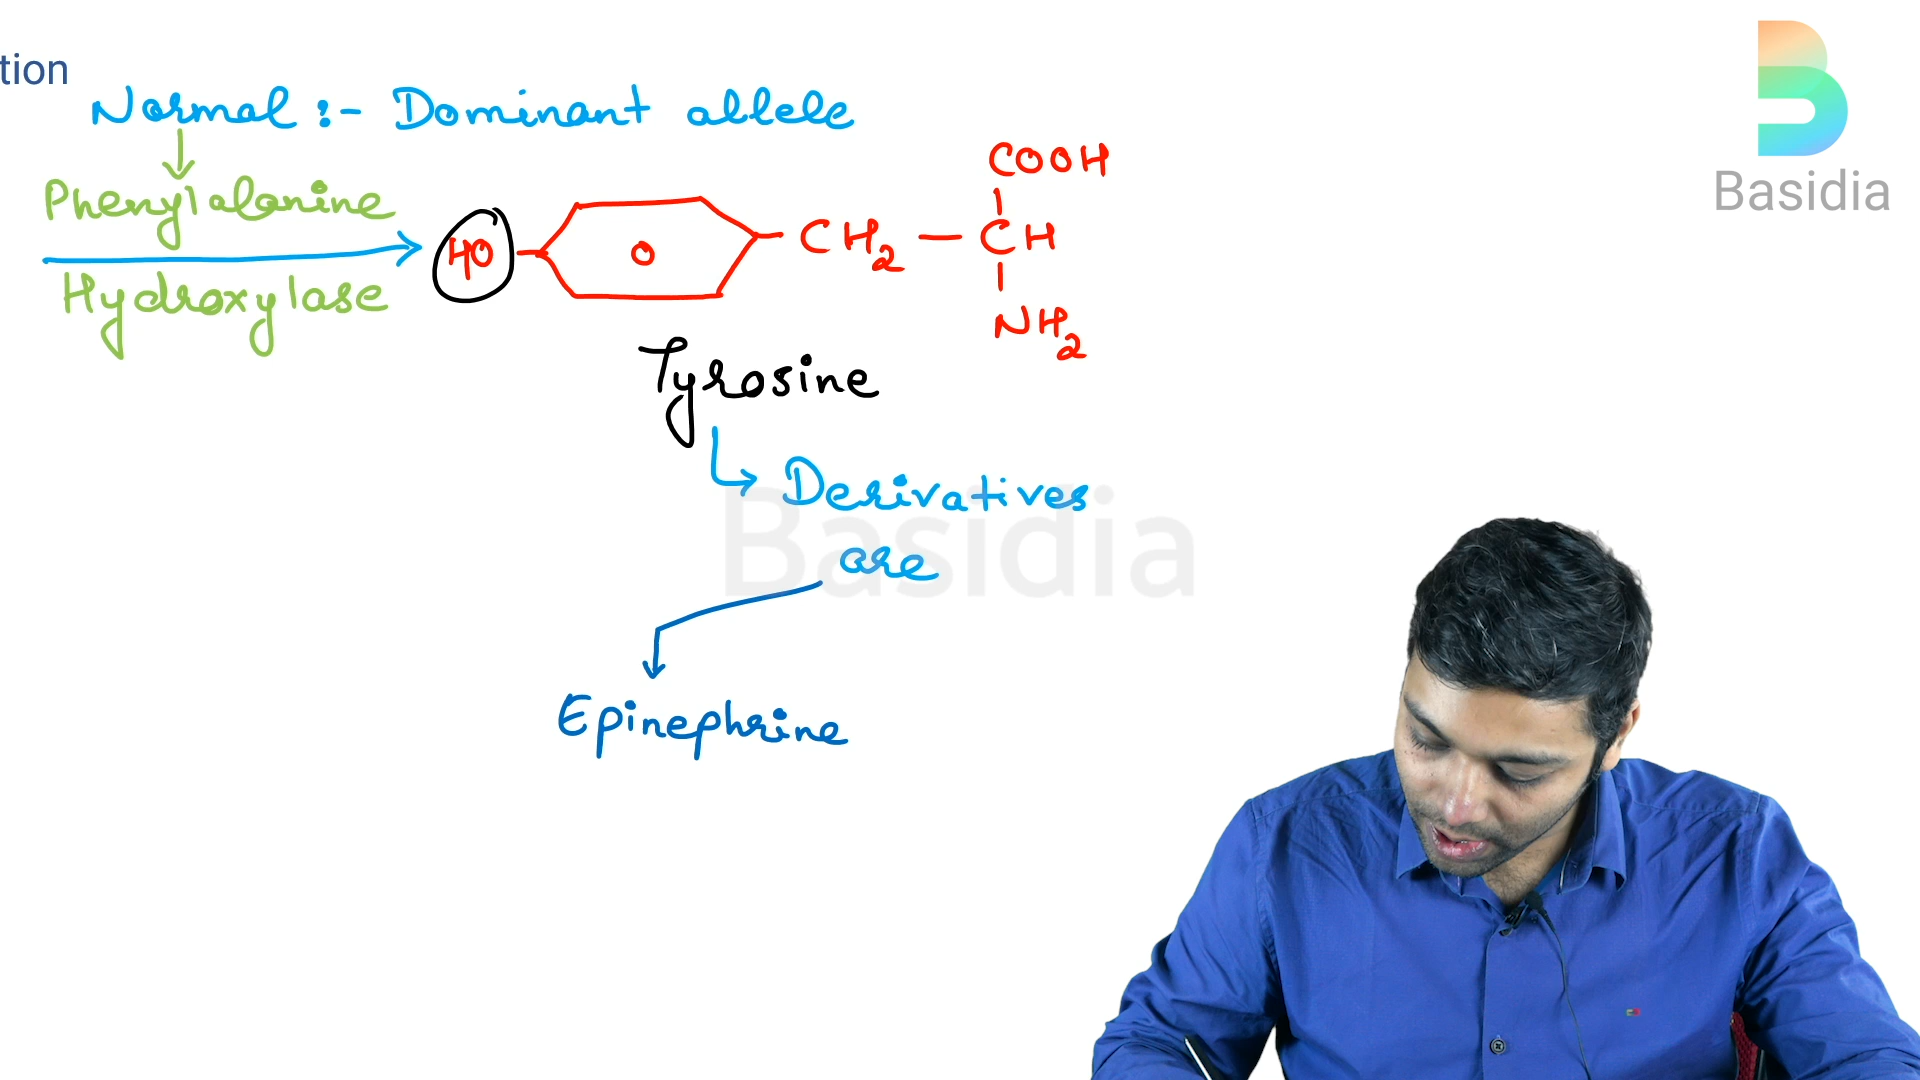 tion
Normal :- Dominant allele
Phenylalanine
Hydroxylase
COOH
HO
O
CH2 — CH
NH2
Tyrosine
Derivatives
are
Epinephrine
Basidia
Basidia